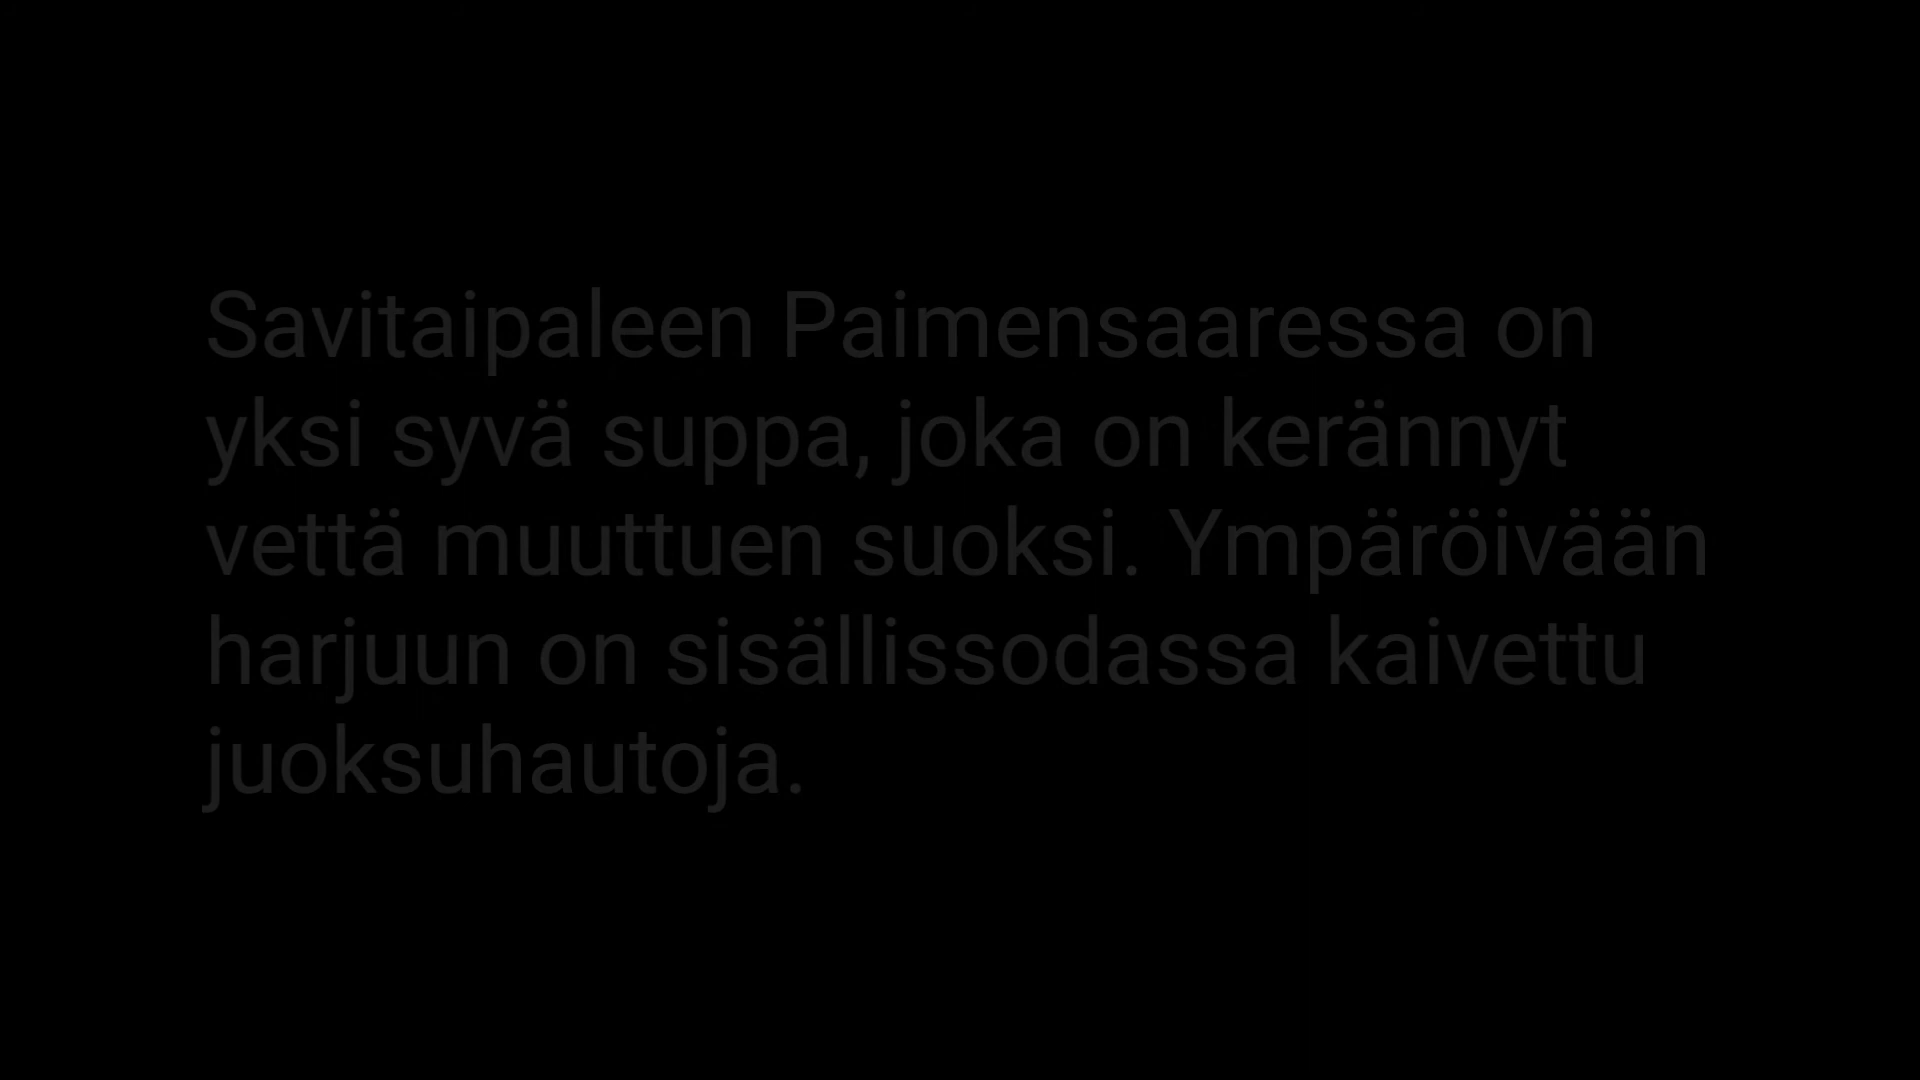 Savitaipaleen Paimensaaressa on
yksi syvä suppa, joka on kerännyt
vettä muuttuen suoksi. Ympäröivään
harjuun on sisällissodassa kaivettu
juoksuhautoja.